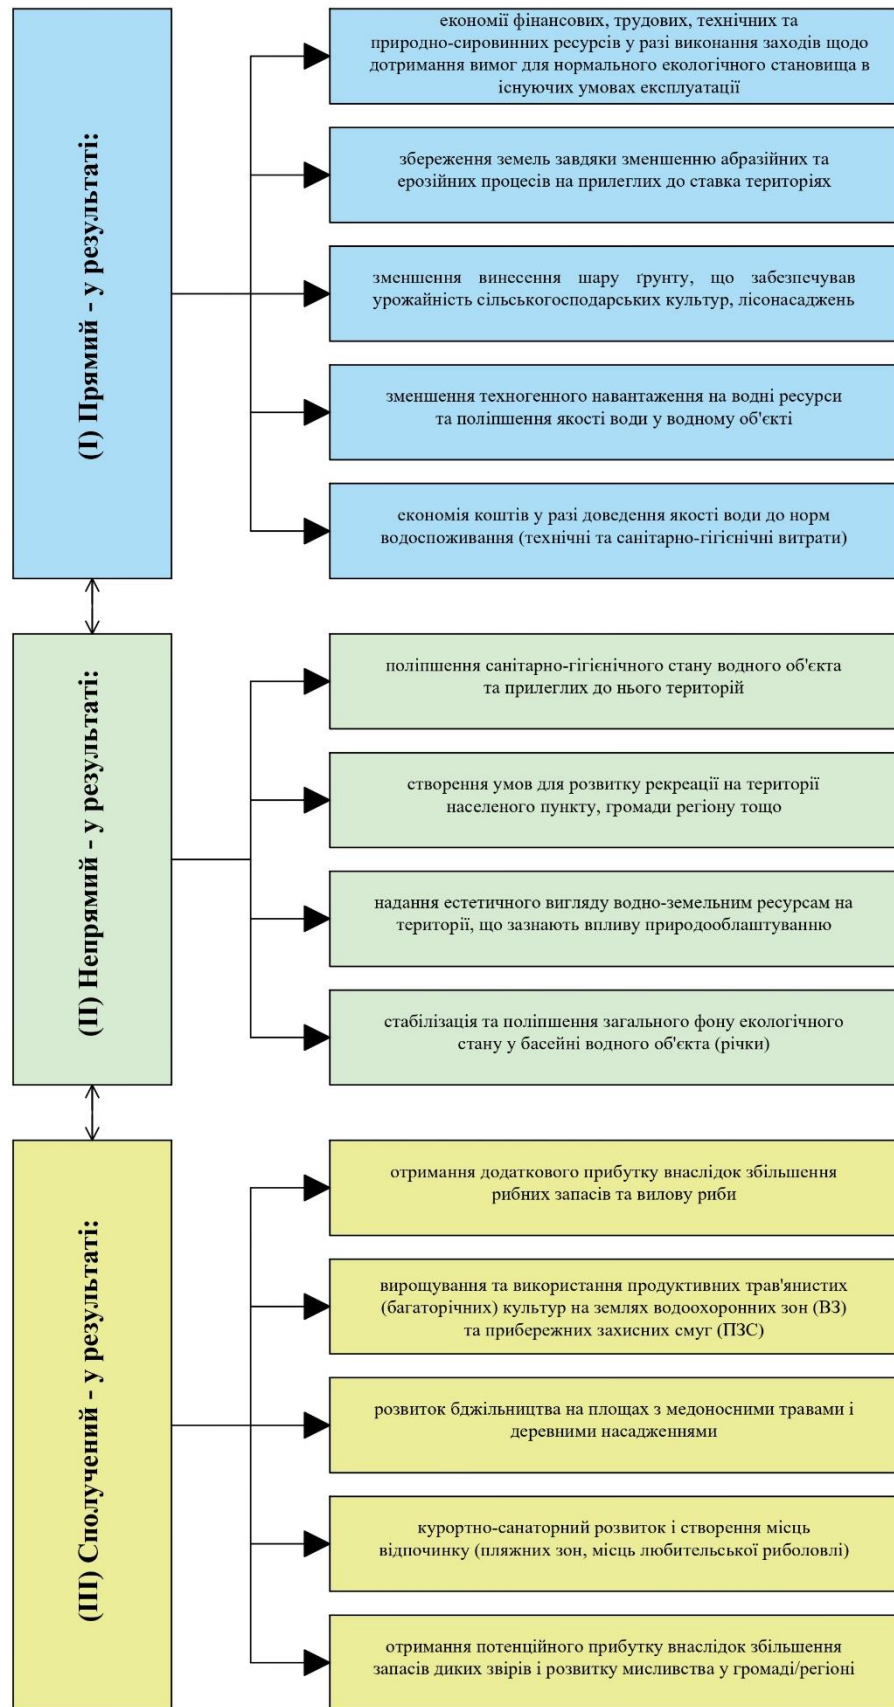 (I) Прямий - у результаті:
економії фінансових, трудових, технічних та
природно-сировинних ресурсів у разі виконання заходів щодо
дотримання вимог для нормального екологічного становища в
існуючих умовах експлуатації
збереження земель завдяки зменшенню абразійних та
ерозійних процесів на прилеглих до ставка територіях
зменшення винесення шару ґрунту, що забезпечував
урожайність сільськогосподарських культур, лісонасаджень
зменшення техногенного навантаження на водні ресурси
та поліпшення якості води у водному об'єкті
економія коштів у разі доведення якості води до норм
водоспоживання (технічні та санітарно-гігієнічні витрати)
(II) Непрямий - у результаті:
поліпшення санітарно-гігієнічного стану водного об'єкта
та прилеглих до нього територій
створення умов для розвитку рекреації на території
населеного пункту, громади регіону тощо
надання естетичного вигляду водно-земельним ресурсам на
території, що зазнають впливу природооблаштуванню
стабілізація та поліпшення загального фону екологічного
стану у басейні водного об'єкта (річки)
(III) Сполучений - у результаті:
отримання додаткового прибутку внаслідок збільшення
рибних запасів та вилову риби
вирощування та використання продуктивних трав'янистих
(багаторічних) культур на землях водоохоронних зон (ВЗ)
та прибережних захисних смуг (ПЗС)
розвиток бджільництва на площах з медоносними травами і
деревними насадженнями
курортно-санаторний розвиток і створення місць
відпочинку (пляжних зон, місць любительської риболовлі)
отримання потенційного прибутку внаслідок збільшення
запасів диких звірів і розвитку мисливства у громаді/регіоні